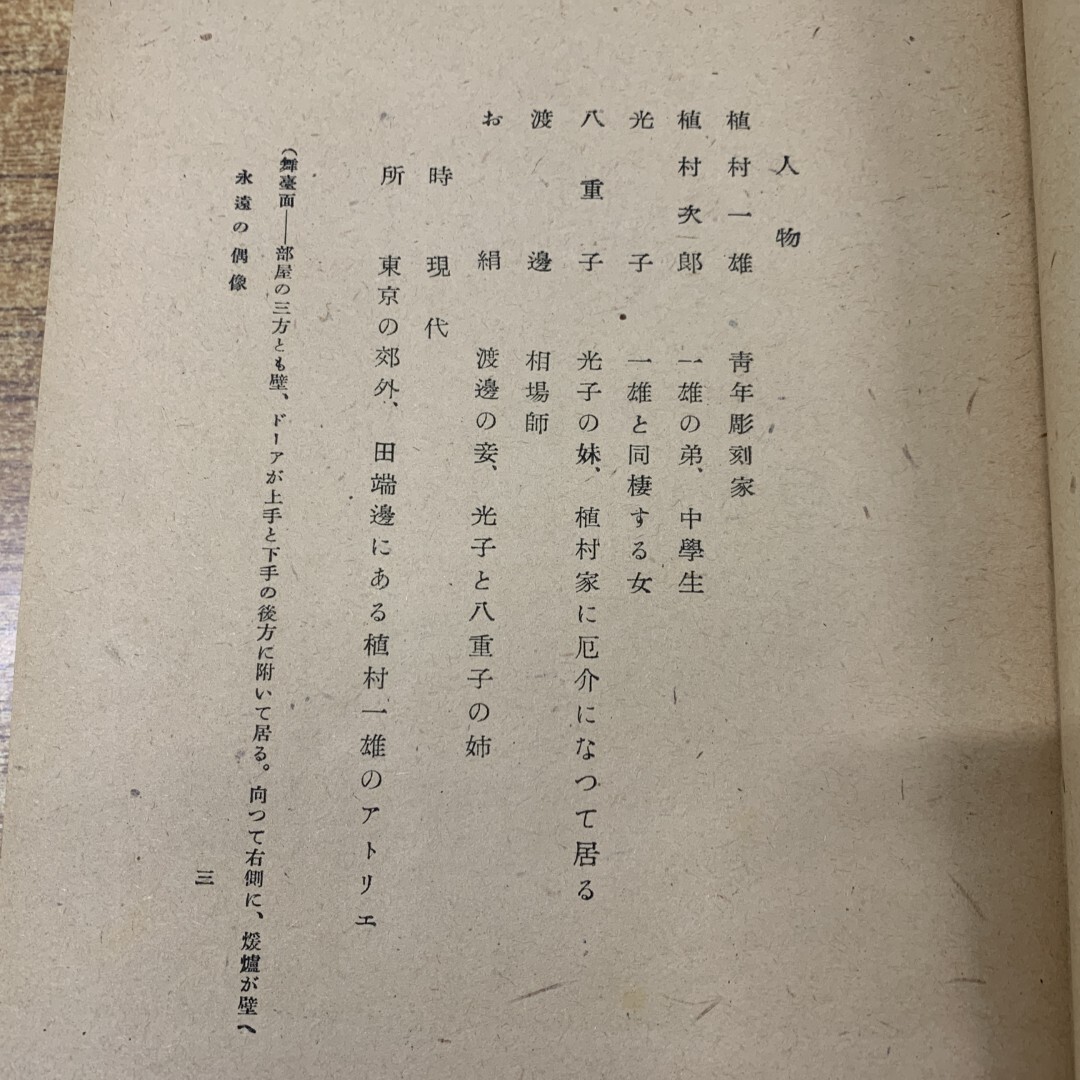 人物
植村一雄 靑年彫刻家
植村次郎 一雄の弟、中學生
光子 一雄と同棲する女
八重子 光子の妹、植村家に厄介になつて居る
渡邊 相場師
お絹 渡邊の妾、光子と八重子の姉
時 現代
所 東京の郊外、田端邊にある植村一雄のアトリエ
(舞臺面——部屋の三方とも壁、ドーアが上手と下手の後方に附いて居る。向つて右側に、煖爐が壁へ
永遠の偶像
三